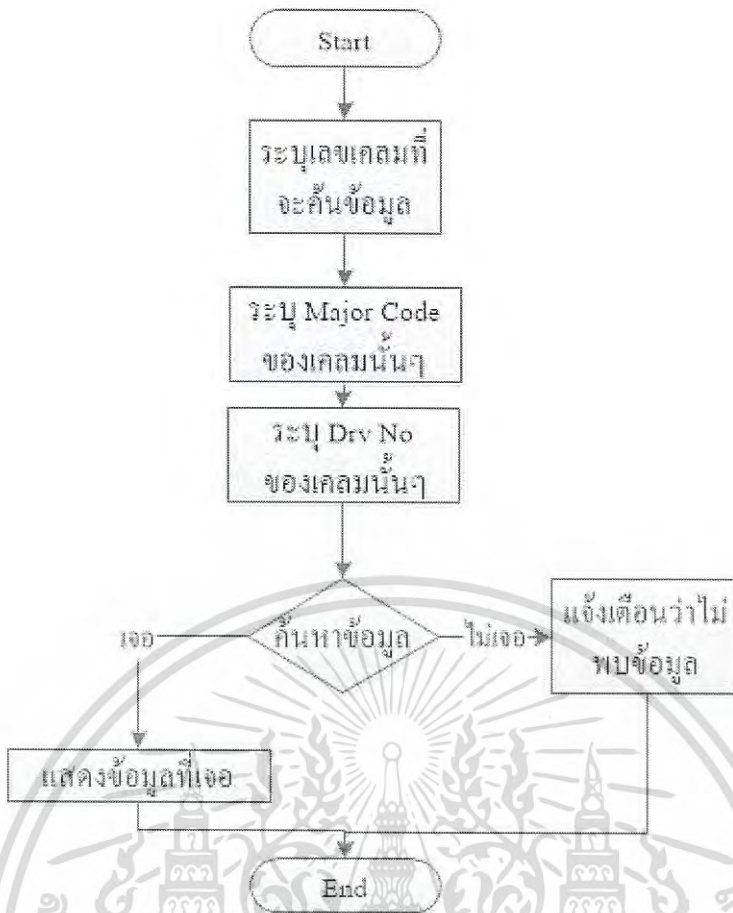 Start
ระบุเลขเคลมที่
จะค้นข้อมูล
ระบุ Major Code
ของเคลมนั้นๆ
ระบุ Drv No
ของเคลมนั้นๆ
ค้นหาข้อมูล
เจอ
ไม่เจอ
แจ้งเตือนว่าไม่
พบข้อมูล
แสดงข้อมูลที่เจอ
End